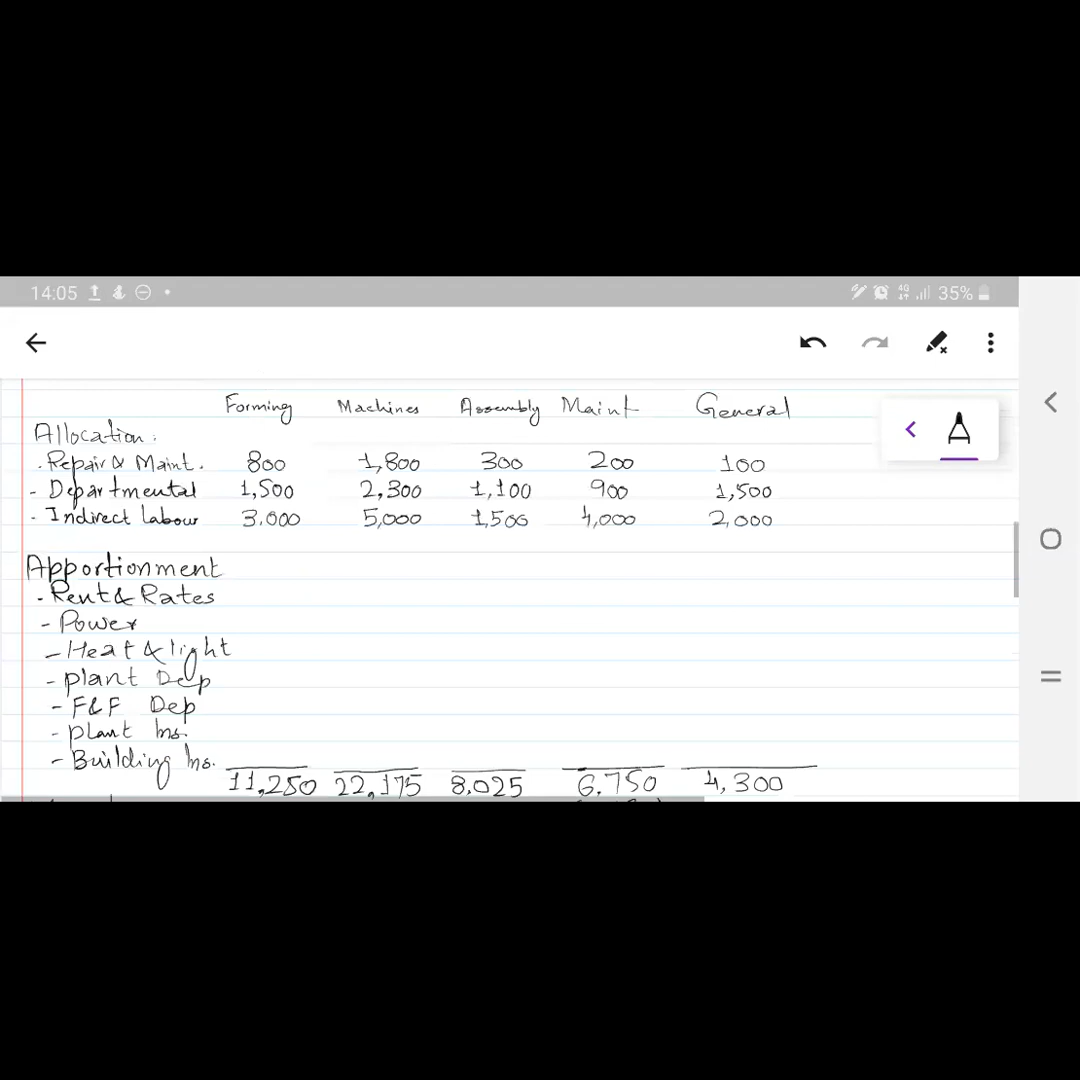 14:05 4G 35%
Forming Machines Assembly Maint General
Allocation:
- Repair & Maint. 800 1,800 300 200 100
- Departmental 1,500 2,300 1,100 900 1,500
- Indirect labour 3,000 5,000 1,500 4,000 2,000
Apportionment
- Rent & Rates
- Power
- Heat & light
- plant Dep
- F&F Dep
- plant Ins.
- Building Ins.
11,250 22,175 8,025 6,750 4,300